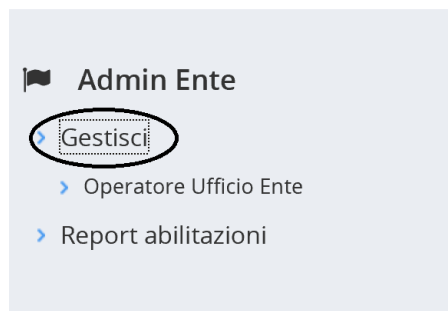 Admin Ente
Gestisci
Operatore Ufficio Ente
Report abilitazioni